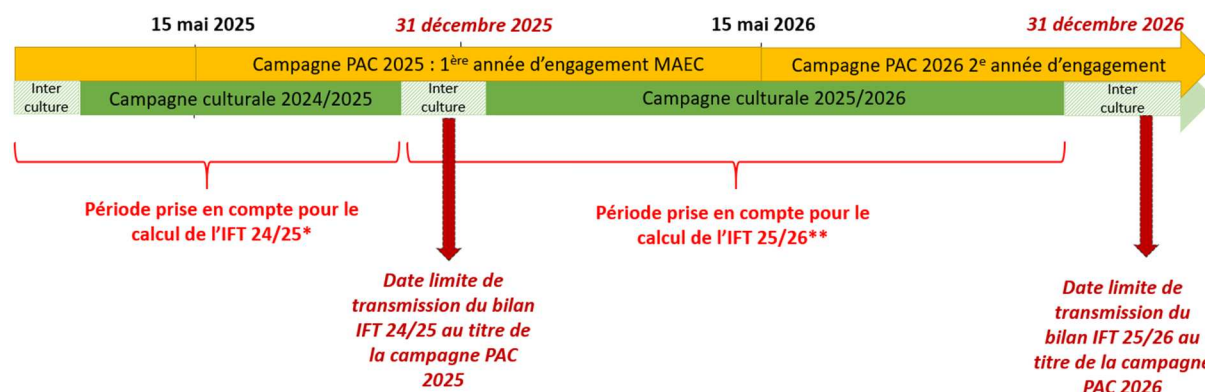 15 mai 2025
31 décembre 2025
15 mai 2026
31 décembre 2026
Campagne PAC 2025 : 1ère année d’engagement MAEC
Campagne PAC 2026 2e année d’engagement
Inter
culture
Campagne culturale 2024/2025
Inter
culture
Campagne culturale 2025/2026
Inter
culture
Période prise en compte pour le
calcul de l’IFT 24/25*
Période prise en compte pour le
calcul de l’IFT 25/26**
Date limite de
transmission du bilan
IFT 24/25 au titre de
la campagne PAC
2025
Date limite de
transmission du
bilan IFT 25/26 au
titre de la campagne
PAC 2026